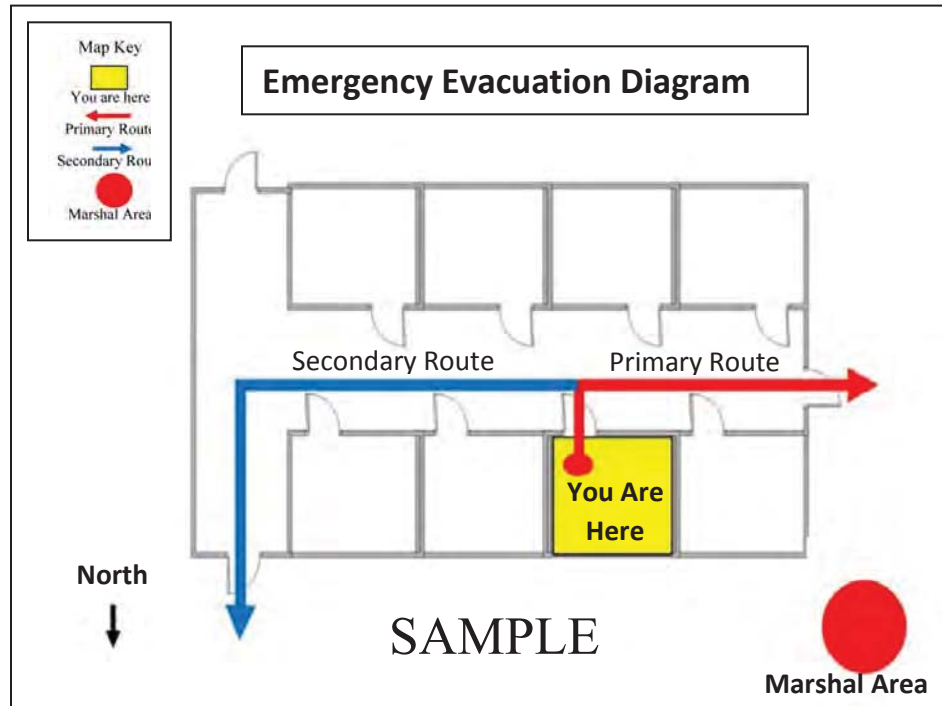 Map Key
You are here
Primary Route
Secondary Rou
Marshal Area
Emergency Evacuation Diagram
Secondary Route
Primary Route
You Are
Here
North
SAMPLE
Marshal Area